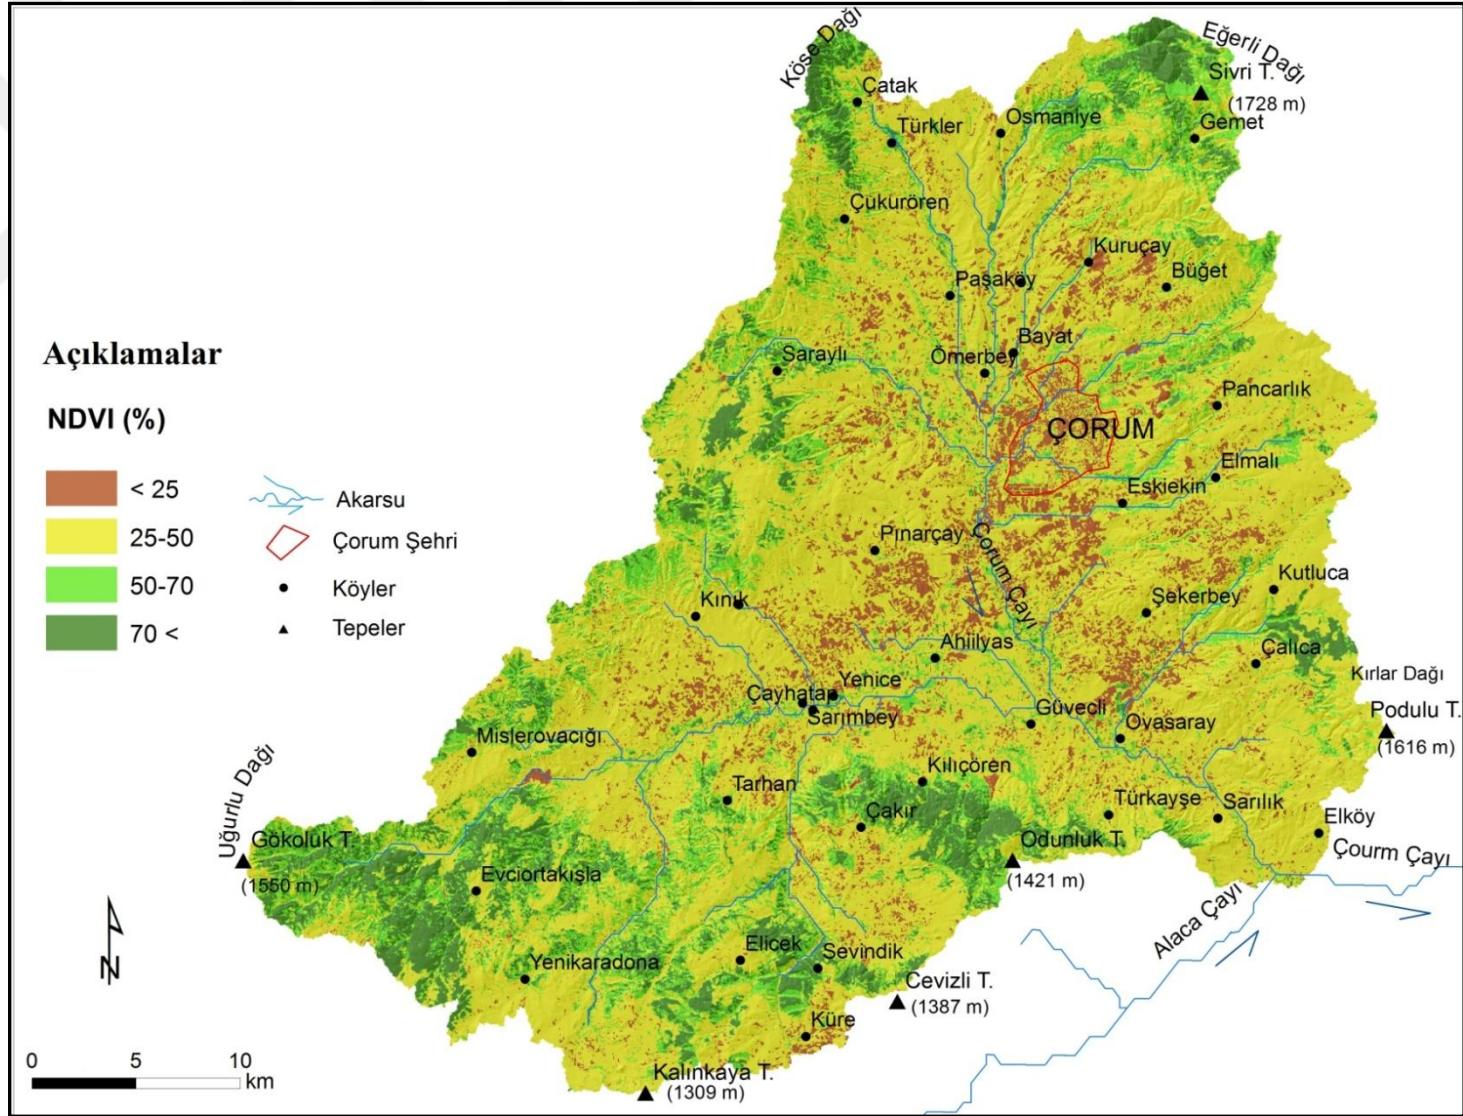 Köse Dağı
Eğerli Dağı
Sivri T.
(1728 m)
Çatak
Osmaniye
Gemet
Türkler
Çukurören
Kuruçay
Büğet
Paşaköy
Bayat
Ömerbey
Saraylı
Pancarlık
ÇORUM
Elmalı
Eskiekin
Pınarçay
Çorum Çayı
Kutluca
Şekerbey
Kınık
Ahiilyas
Çalıca
Kırlar Dağı
Yenice
Çayhatap
Sarımbey
Güvecli
Ovasaray
Podulu T.
(1616 m)
Mislerovacığı
Kılıçören
Tarhan
Türkayşe
Sarılık
Çakır
Elköy
Uğurlu Dağı
Gökoluk T.
(1550 m)
Odunluk T.
(1421 m)
Çourm Çayı
Evciortakışla
Alaca Çayı
Elicek
Sevindik
Yenikaradona
Cevizli T.
(1387 m)
Küre
Kalınkaya T.
(1309 m)
Açıklamalar
NDVI (%)
< 25
25-50
50-70
70 <
Akarsu
Çorum Şehri
Köyler
Tepeler
N
0 5 10
km